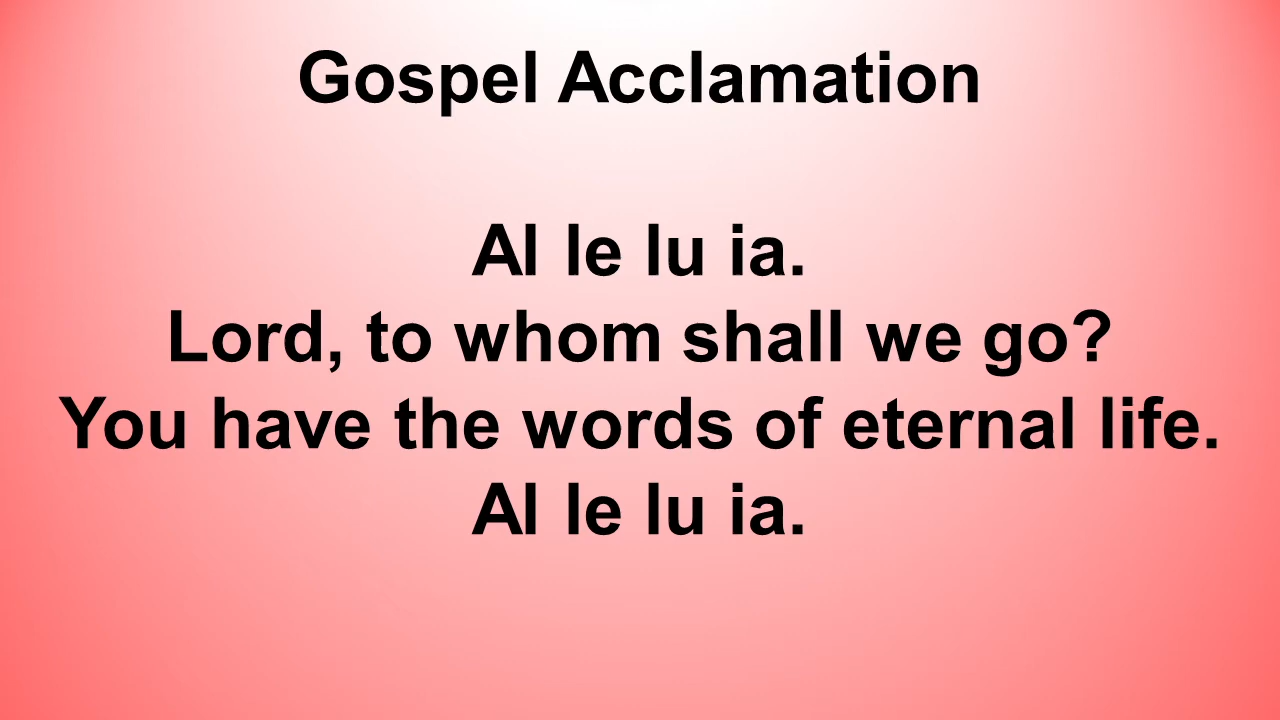 Gospel Acclamation
Al le lu ia.
Lord, to whom shall we go?
You have the words of eternal life.
Al le lu ia.